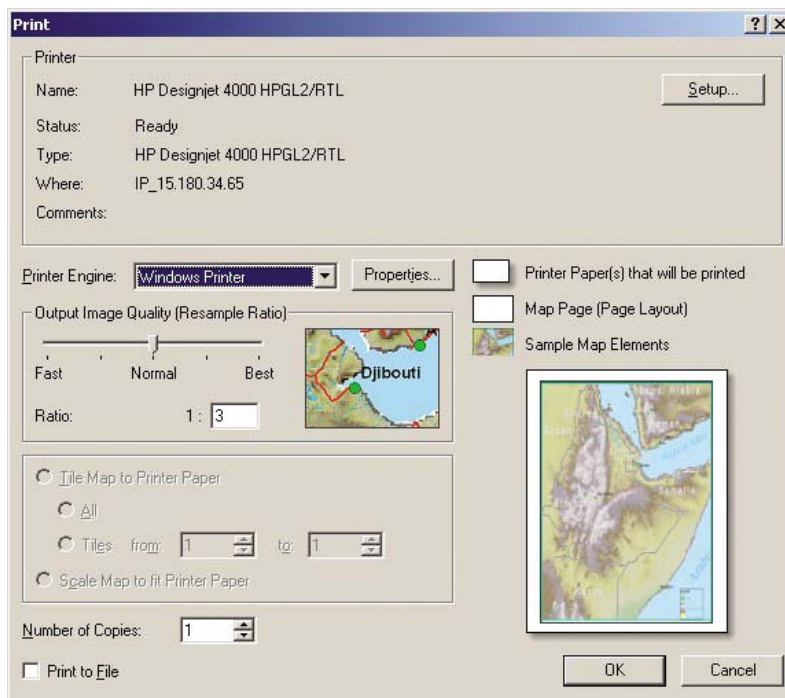 Print
Printer
Name: HP Designjet 4000 HPGL2/RTL
Setup...
Status: Ready
Type: HP Designjet 4000 HPGL2/RTL
Where: IP_15.180.34.65
Comments:
Printer Engine: Windows Printer
Properties...
Printer Paper(s) that will be printed
Map Page (Page Layout)
Sample Map Elements
Output Image Quality (Resample Ratio)
Fast Normal Best
Ratio: 1 : 3
Djibouti
Tile Map to Printer Paper
All
Tiles from: 1 to: 1
Scale Map to fit Printer Paper
Number of Copies: 1
Print to File
Somalia
OK
Cancel